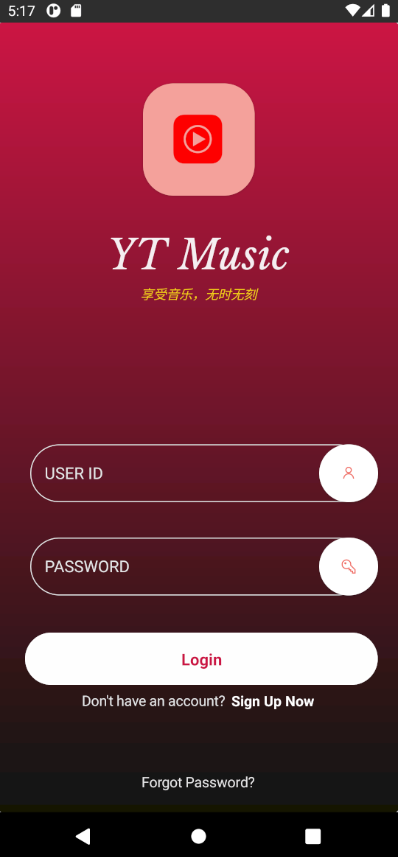 5:17
YT Music
享受音乐，无时无刻
USER ID
PASSWORD
Login
Don't have an account? Sign Up Now
Forgot Password?